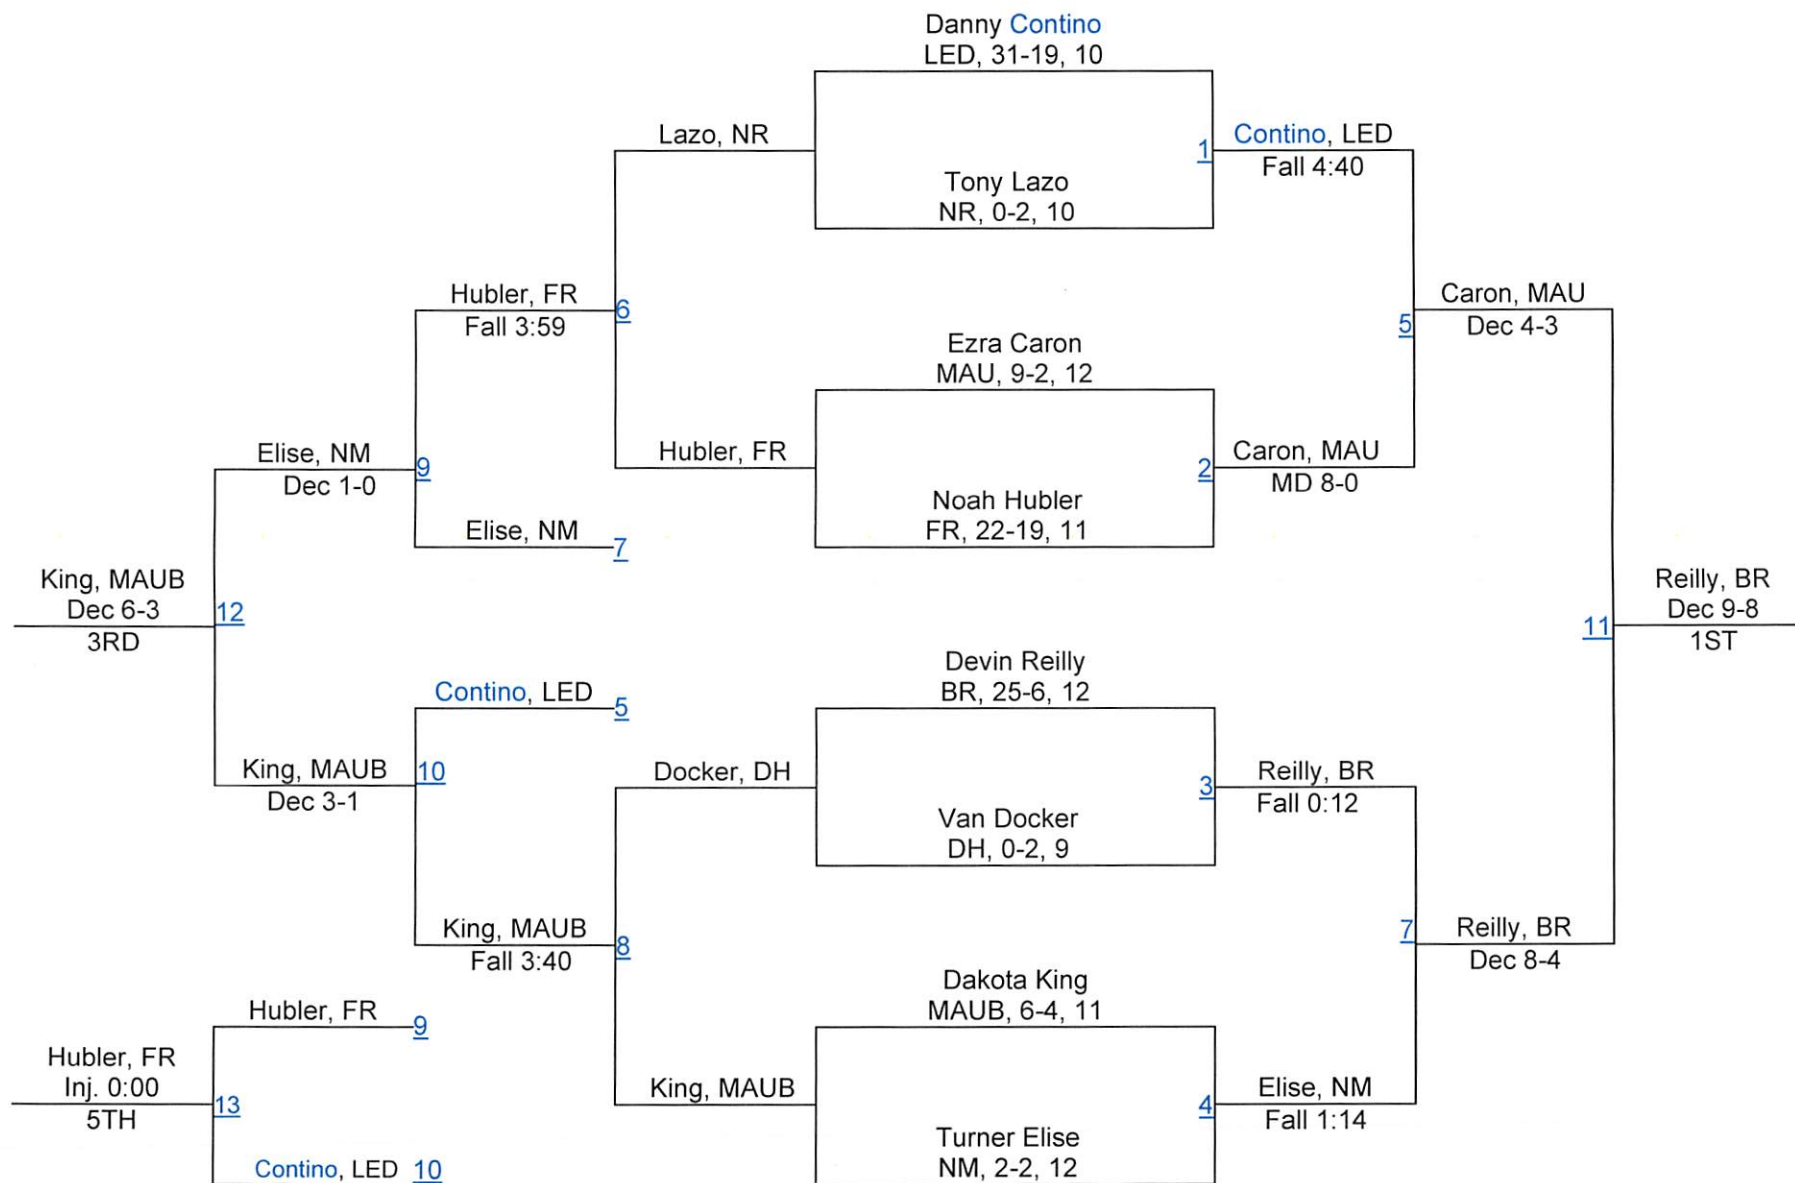 Danny Contino
LED, 31-19, 10
Lazo, NR
1
Contino, LED
Fall 4:40
Tony Lazo
NR, 0-2, 10
Hubler, FR
Fall 3:59
6
Caron, MAU
Dec 4-3
5
Ezra Caron
MAU, 9-2, 12
Elise, NM
Dec 1-0
9
Hubler, FR
2
Caron, MAU
MD 8-0
Noah Hubler
FR, 22-19, 11
Elise, NM
7
King, MAUB
Dec 6-3
3RD
12
Reilly, BR
Dec 9-8
1ST
11
Devin Reilly
BR, 25-6, 12
Contino, LED
5
King, MAUB
Dec 3-1
10
Docker, DH
3
Reilly, BR
Fall 0:12
Van Docker
DH, 0-2, 9
King, MAUB
Fall 3:40
8
7
Reilly, BR
Dec 8-4
Dakota King
MAUB, 6-4, 11
Hubler, FR
9
Hubler, FR
Inj. 0:00
5TH
13
King, MAUB
4
Elise, NM
Fall 1:14
Turner Elise
NM, 2-2, 12
Contino, LED 10